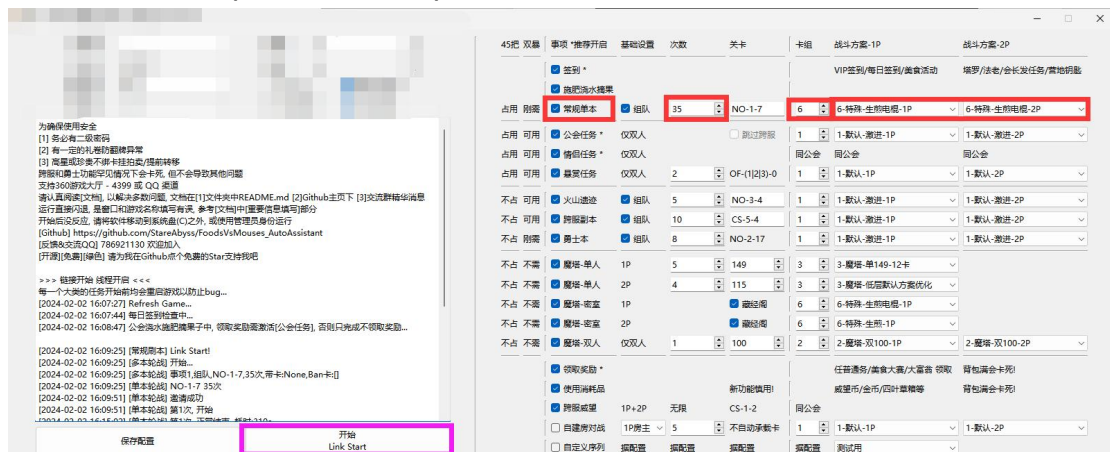 为确保使用安全
[1] 务必有二级密码
[2] 有一定的礼卷防翻牌异常
[3] 高星或珍贵不绑卡挂拍卖/提前转移
跨服和勇士功能罕见情况下会卡死, 但不会导致其他问题
支持360游戏大厅 - 4399 或 QQ 渠道
请认真阅读[文档], 以解决多数问题, 文档在[1]文件夹中README.md [2]Github主页下 [3]交流群精华消息
运行直接闪退, 是窗口和游戏名称填写有误, 参考[文档]中[重要信息填写]部分
开始后没反应, 请将软件移动到系统盘(C)之外, 或使用管理员身份运行
[Github] https://github.com/StareAbyss/FoodsVsMouses_AutoAssistant
[反馈&交流QQ] 786921130 欢迎加入
[开源][免费][绿色] 请为我在Github点个免费的Star支持我吧
>>> 链接开始 线程开启 <<<
每一个大类的任务开始前均会重启游戏以防止bug...
[2024-02-02 16:07:27] Refresh Game...
[2024-02-02 16:07:44] 每日签到检查中...
[2024-02-02 16:08:47] 公会浇水施肥摘果子中, 领取奖励需激活[公会任务], 否则只完成不领取奖励...
[2024-02-02 16:09:25] [常规副本] Link Start!
[2024-02-02 16:09:25] [多本轮战] 开始...
[2024-02-02 16:09:25] [多本轮战] 事项1,组队,NO-1-7,35次,带卡:None,Ban卡:[]
[2024-02-02 16:09:25] [单本轮战] NO-1-7 35次
[2024-02-02 16:09:51] [单本轮战] 邀请成功
[2024-02-02 16:09:51] [单本轮战] 第1次, 开始
保存配置
开始
Link Start
45把 双暴 事项 *推荐开启 基础设置 次数 关卡 卡组 战斗方案-1P 战斗方案-2P
签到 * VIP签到/每日签到/美食活动 塔罗/法老/会长发任务/营地钥匙
施肥浇水摘果
占用 刚需 常规单本 组队 35 NO-1-7 6 6-特殊-生煎电棍-1P 6-特殊-生煎电棍-2P
占用 可用 公会任务 * 仅双人 跳过跨服 1 1-默认-激进-1P 1-默认-激进-2P
占用 可用 情侣任务 * 仅双人 同公会 同公会 同公会
占用 可用 悬赏任务 仅双人 2 OF-(1|2|3)-0 1 1-默认-激进-1P 1-默认-2P
不占 可用 火山遗迹 组队 5 NO-3-4 1 1-默认-激进-1P 1-默认-激进-2P
不占 可用 跨服副本 组队 10 CS-5-4 1 1-默认-激进-1P 1-默认-激进-2P
不占 刚需 勇士本 组队 8 NO-2-17 1 1-默认-激进-1P 1-默认-激进-2P
不占 不需 魔塔-单人 1P 5 149 3 3-魔塔-单149-12卡
不占 不需 魔塔-单人 2P 4 115 3 3-魔塔-低层默认方案优化
不占 不需 魔塔-密室 1P 藏经阁 6 6-特殊-生煎电棍-1P
不占 不需 魔塔-密室 2P 藏经阁 6 6-特殊-生煎-1P
不占 不需 魔塔-双人 仅双人 1 100 2 2-魔塔-双100-1P 2-魔塔-双100-2P
领取奖励 * 任普通务/美食大赛/大富翁 领取 背包满会卡死!
使用消耗品 新功能慎用! 威望币/金币/四叶草糖等 背包满会卡死!
跨服威望 1P+2P 无限 CS-1-2 同公会
自建房对战 1P房主 5 不自动承载卡 1 1-默认-1P 1-默认-2P
自定义序列 据配置 据配置 据配置 据配置 测试用